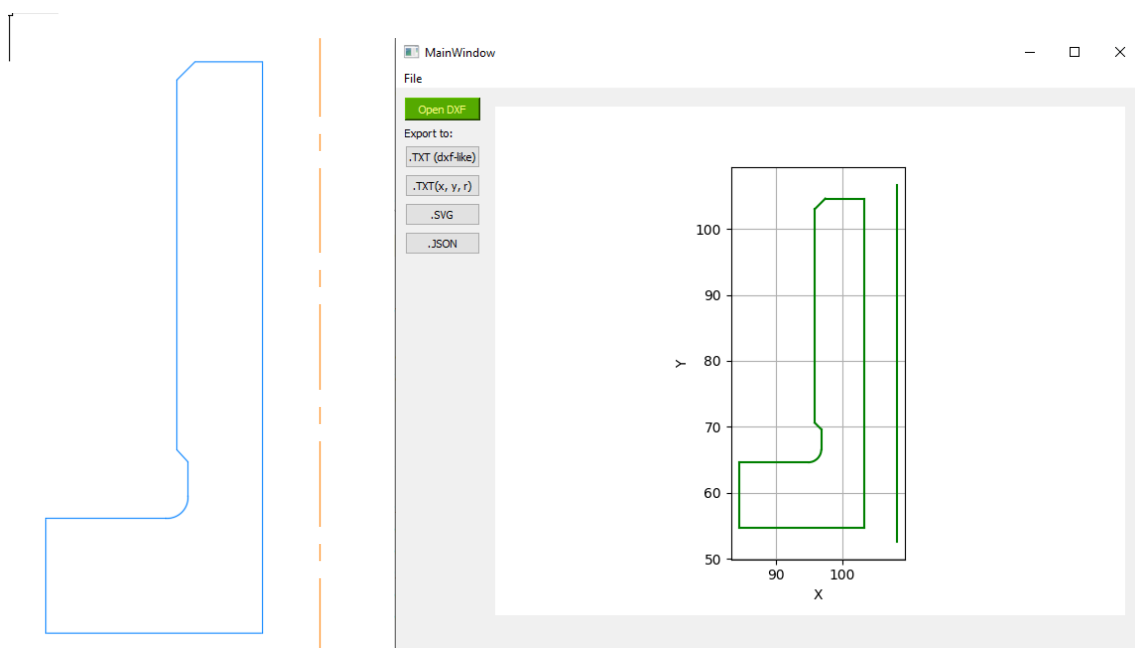 MainWindow
File
Open DXF
Export to:
.TXT (dxf-like)
.TXT(x, y, r)
.SVG
.JSON
100
90
80
70
60
50
Y
90 100
X